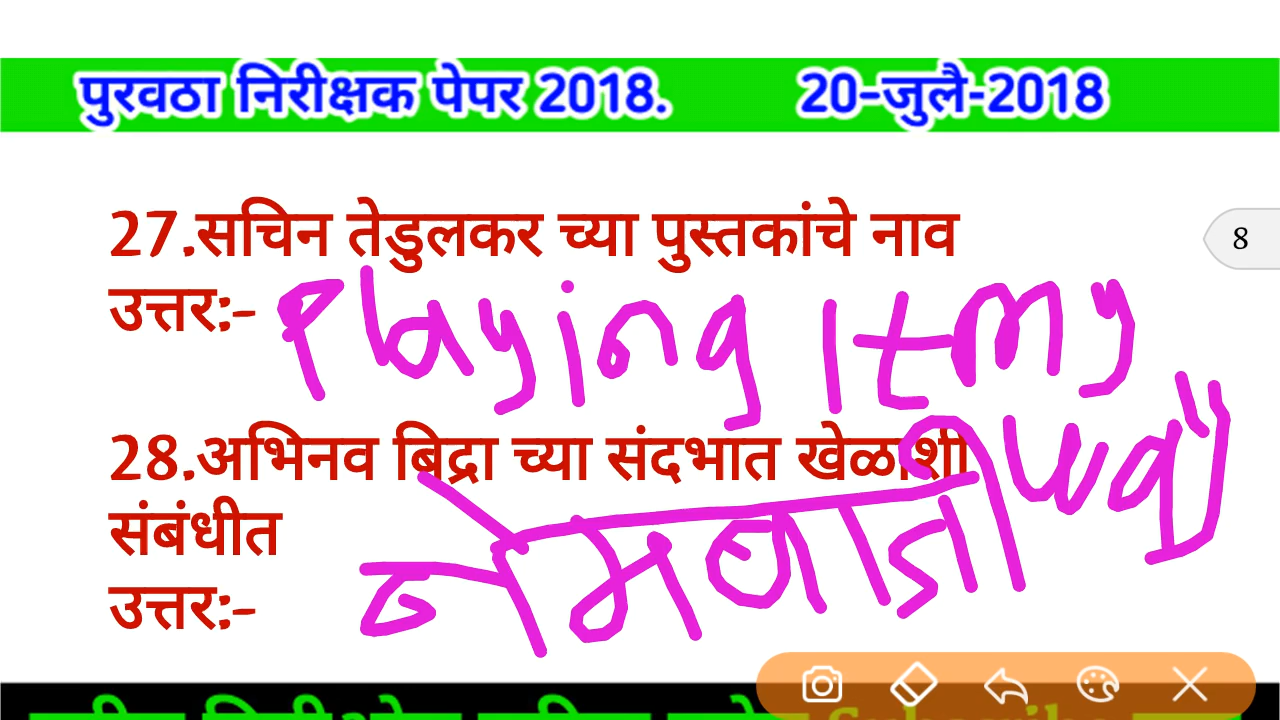 पुरवठा निरीक्षक पेपर 2018. 20-जुलै-2018
27.सचिन तेडुलकर च्या पुस्तकांचे नाव
8
उत्तर:- Playing It my
way
28.अभिनव बिद्रा च्या संदभात खेळाशी
संबंधीत
उत्तर:- नेमबाजी